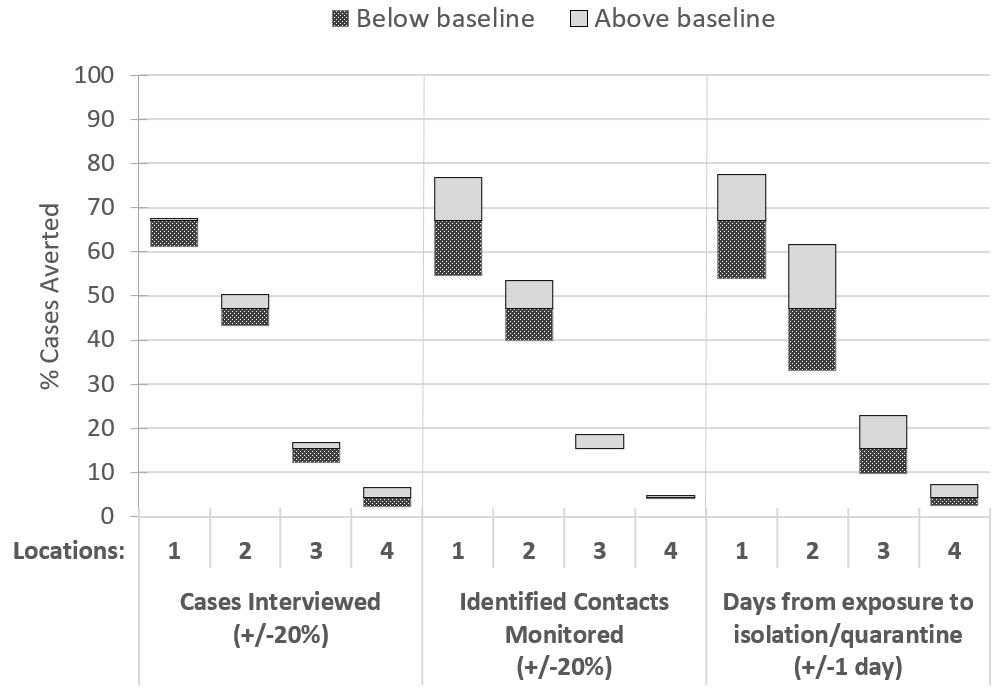 Below baseline Above baseline
100
90
80
70
60
50
40
30
20
10
0
% Cases Averted
Locations: 1 2 3 4 1 2 3 4 1 2 3 4
Cases Interviewed
(+/-20%)
Identified Contacts
Monitored
(+/-20%)
Days from exposure to
isolation/quarantine
(+/-1 day)